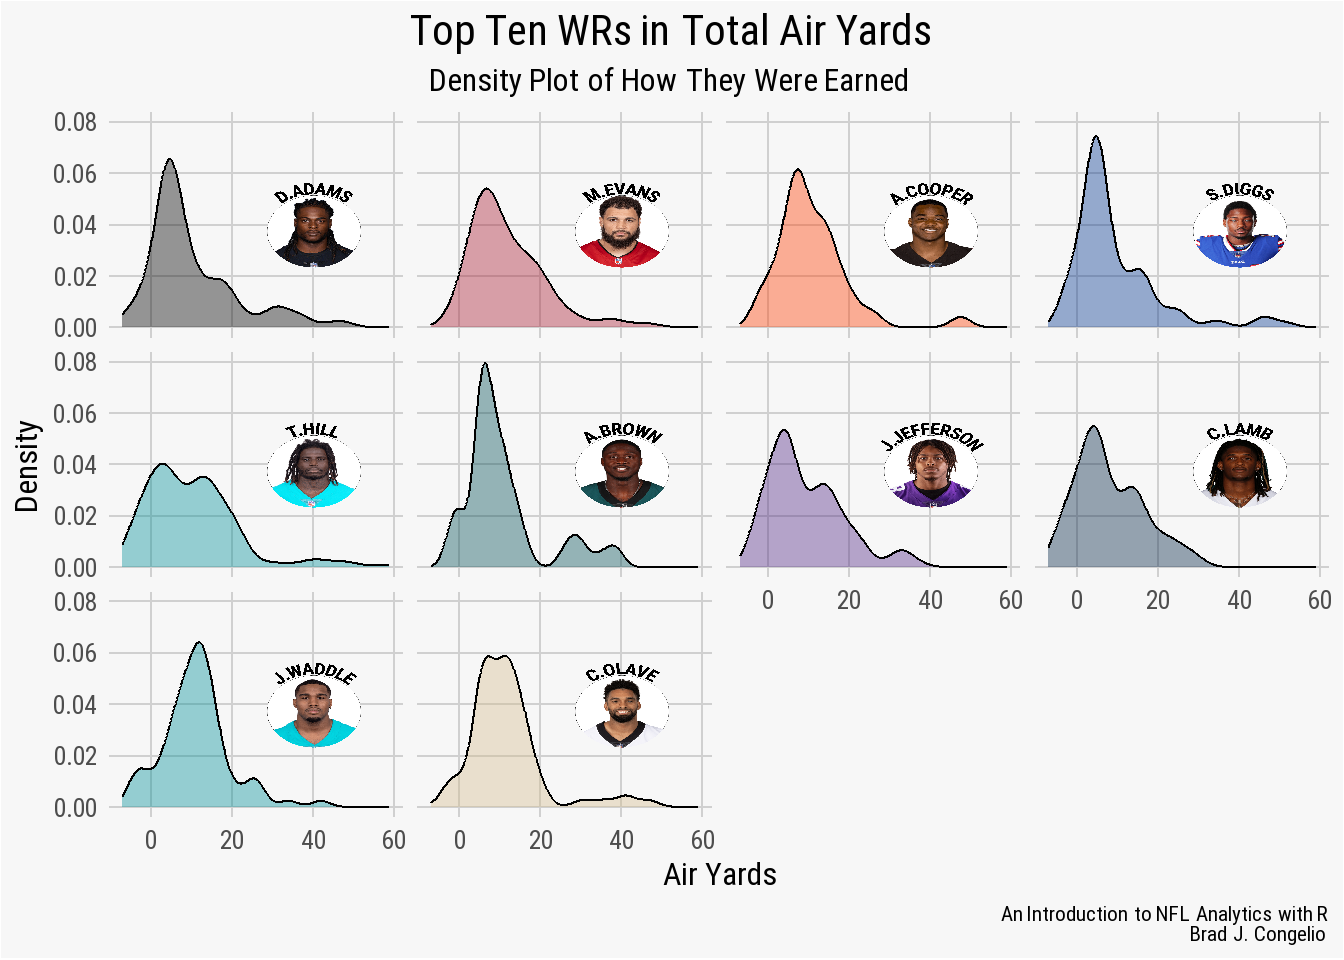 Top Ten WRs in Total Air Yards
Density Plot of How They Were Earned
Density
0.08
0.06
0.04
0.02
0.00
D.ADAMS
M.EVANS
A.COOPER
S.DIGGS
0.08
0.06
0.04
0.02
0.00
T.HILL
A.BROWN
J.JEFFERSON
C.LAMB
0 20 40 60
0 20 40 60
0.08
0.06
0.04
0.02
0.00
J.WADDLE
C.OLAVE
0 20 40 60
0 20 40 60
Air Yards
An Introduction to NFL Analytics with R
Brad J. Congelio